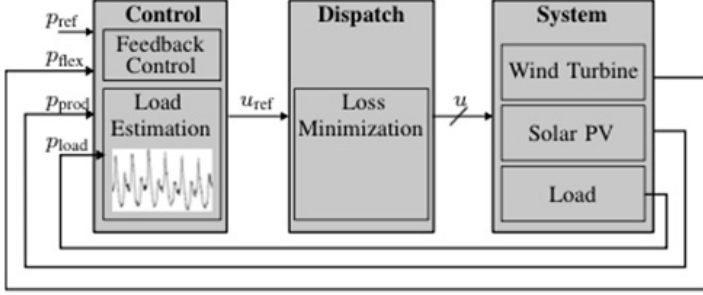 Control
Dispatch
System
p_ref
p_flex
p_prod
p_load
Feedback
Control
Load
Estimation
u_ref
Loss
Minimization
u
Wind Turbine
Solar PV
Load